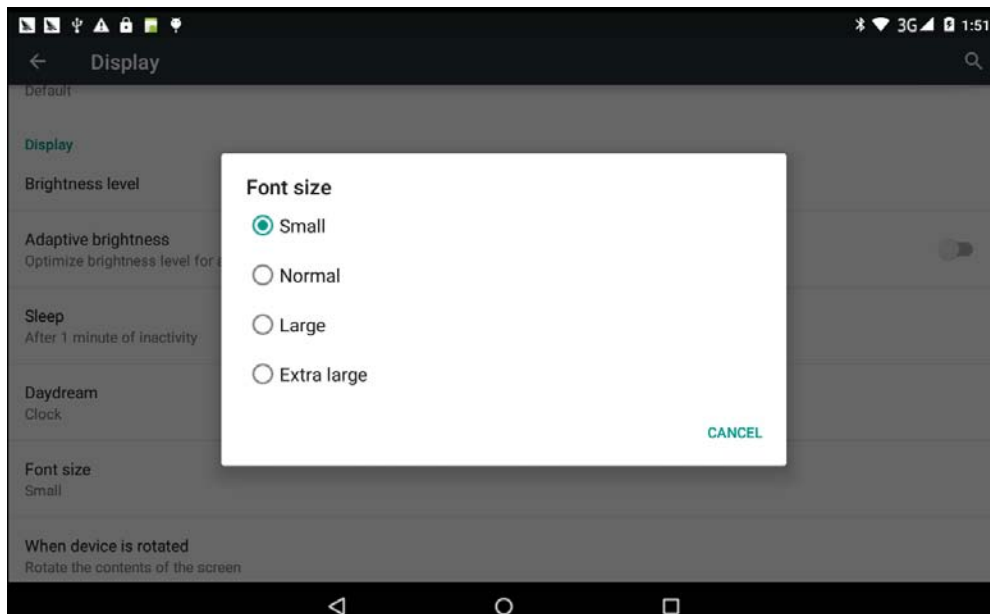 3G 1:51
Display
Default
Display
Brightness level
Adaptive brightness
Optimize brightness level for
Sleep
After 1 minute of inactivity
Daydream
Clock
Font size
Small
When device is rotated
Rotate the contents of the screen
Font size
Small
Normal
Large
Extra large
CANCEL